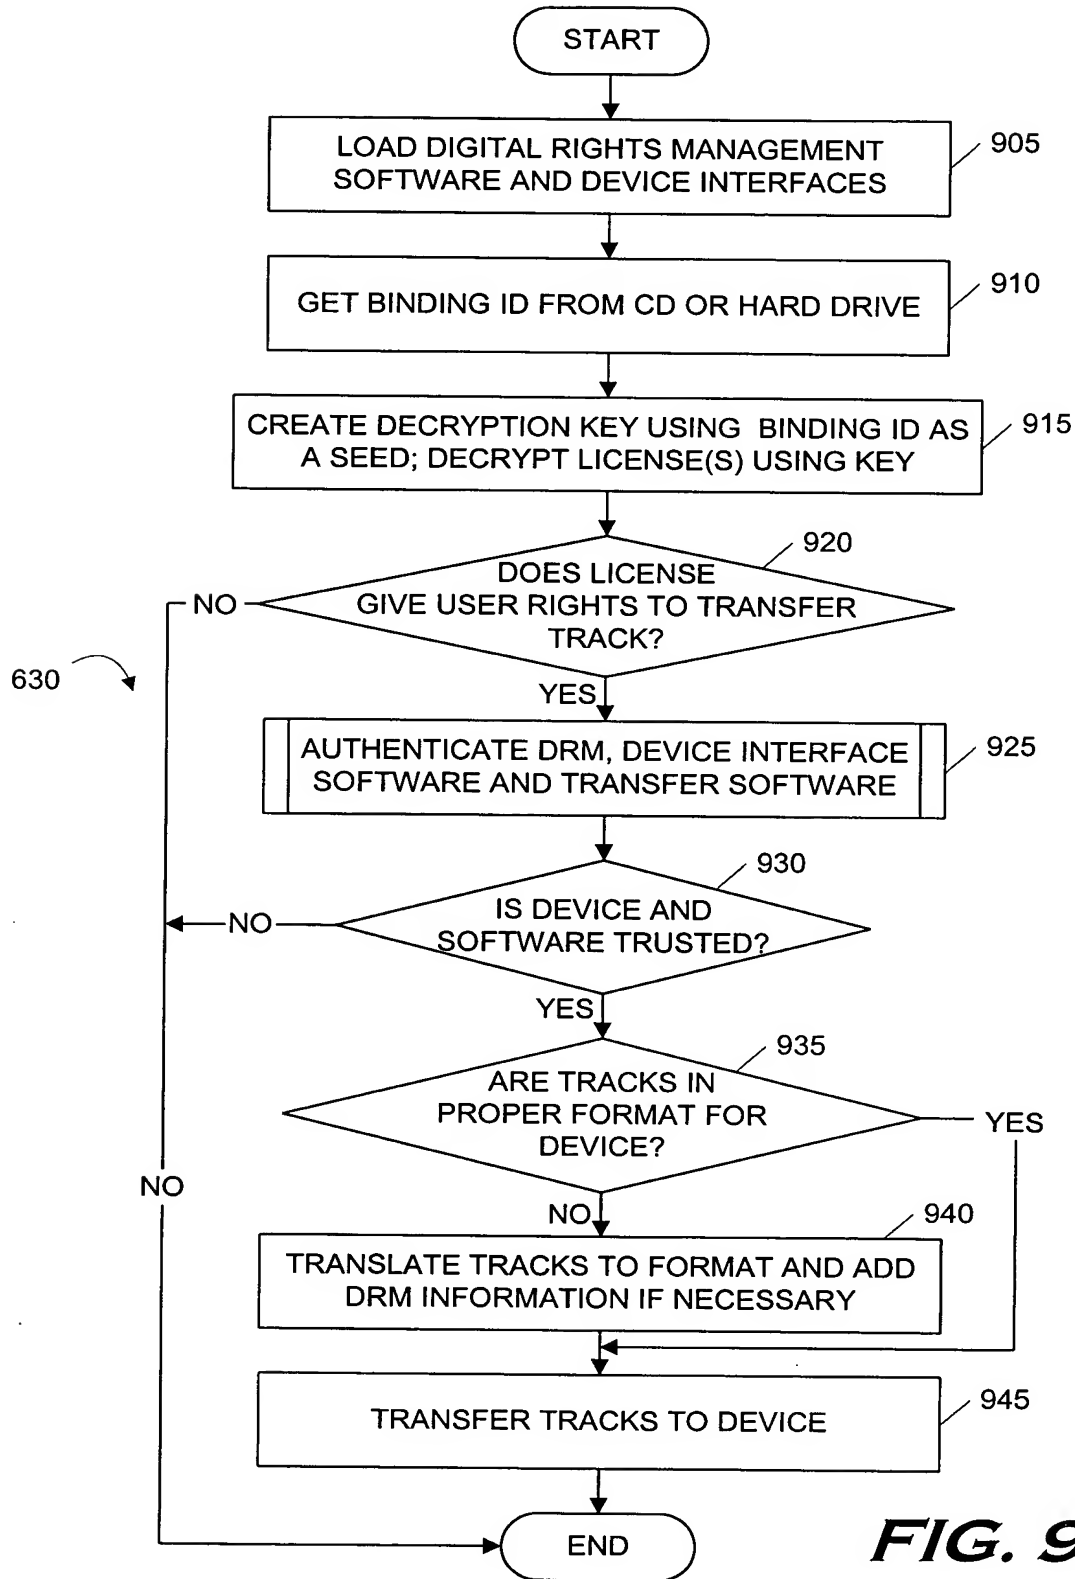 START
LOAD DIGITAL RIGHTS MANAGEMENT
SOFTWARE AND DEVICE INTERFACES
905
GET BINDING ID FROM CD OR HARD DRIVE
910
CREATE DECRYPTION KEY USING BINDING ID AS
A SEED; DECRYPT LICENSE(S) USING KEY
915
920
DOES LICENSE
GIVE USER RIGHTS TO TRANSFER
TRACK?
NO
630
YES
AUTHENTICATE DRM, DEVICE INTERFACE
SOFTWARE AND TRANSFER SOFTWARE
925
930
IS DEVICE AND
SOFTWARE TRUSTED?
NO
YES
935
ARE TRACKS IN
PROPER FORMAT FOR
DEVICE?
YES
NO
NO
940
TRANSLATE TRACKS TO FORMAT AND ADD
DRM INFORMATION IF NECESSARY
TRANSFER TRACKS TO DEVICE
945
END
FIG. 9